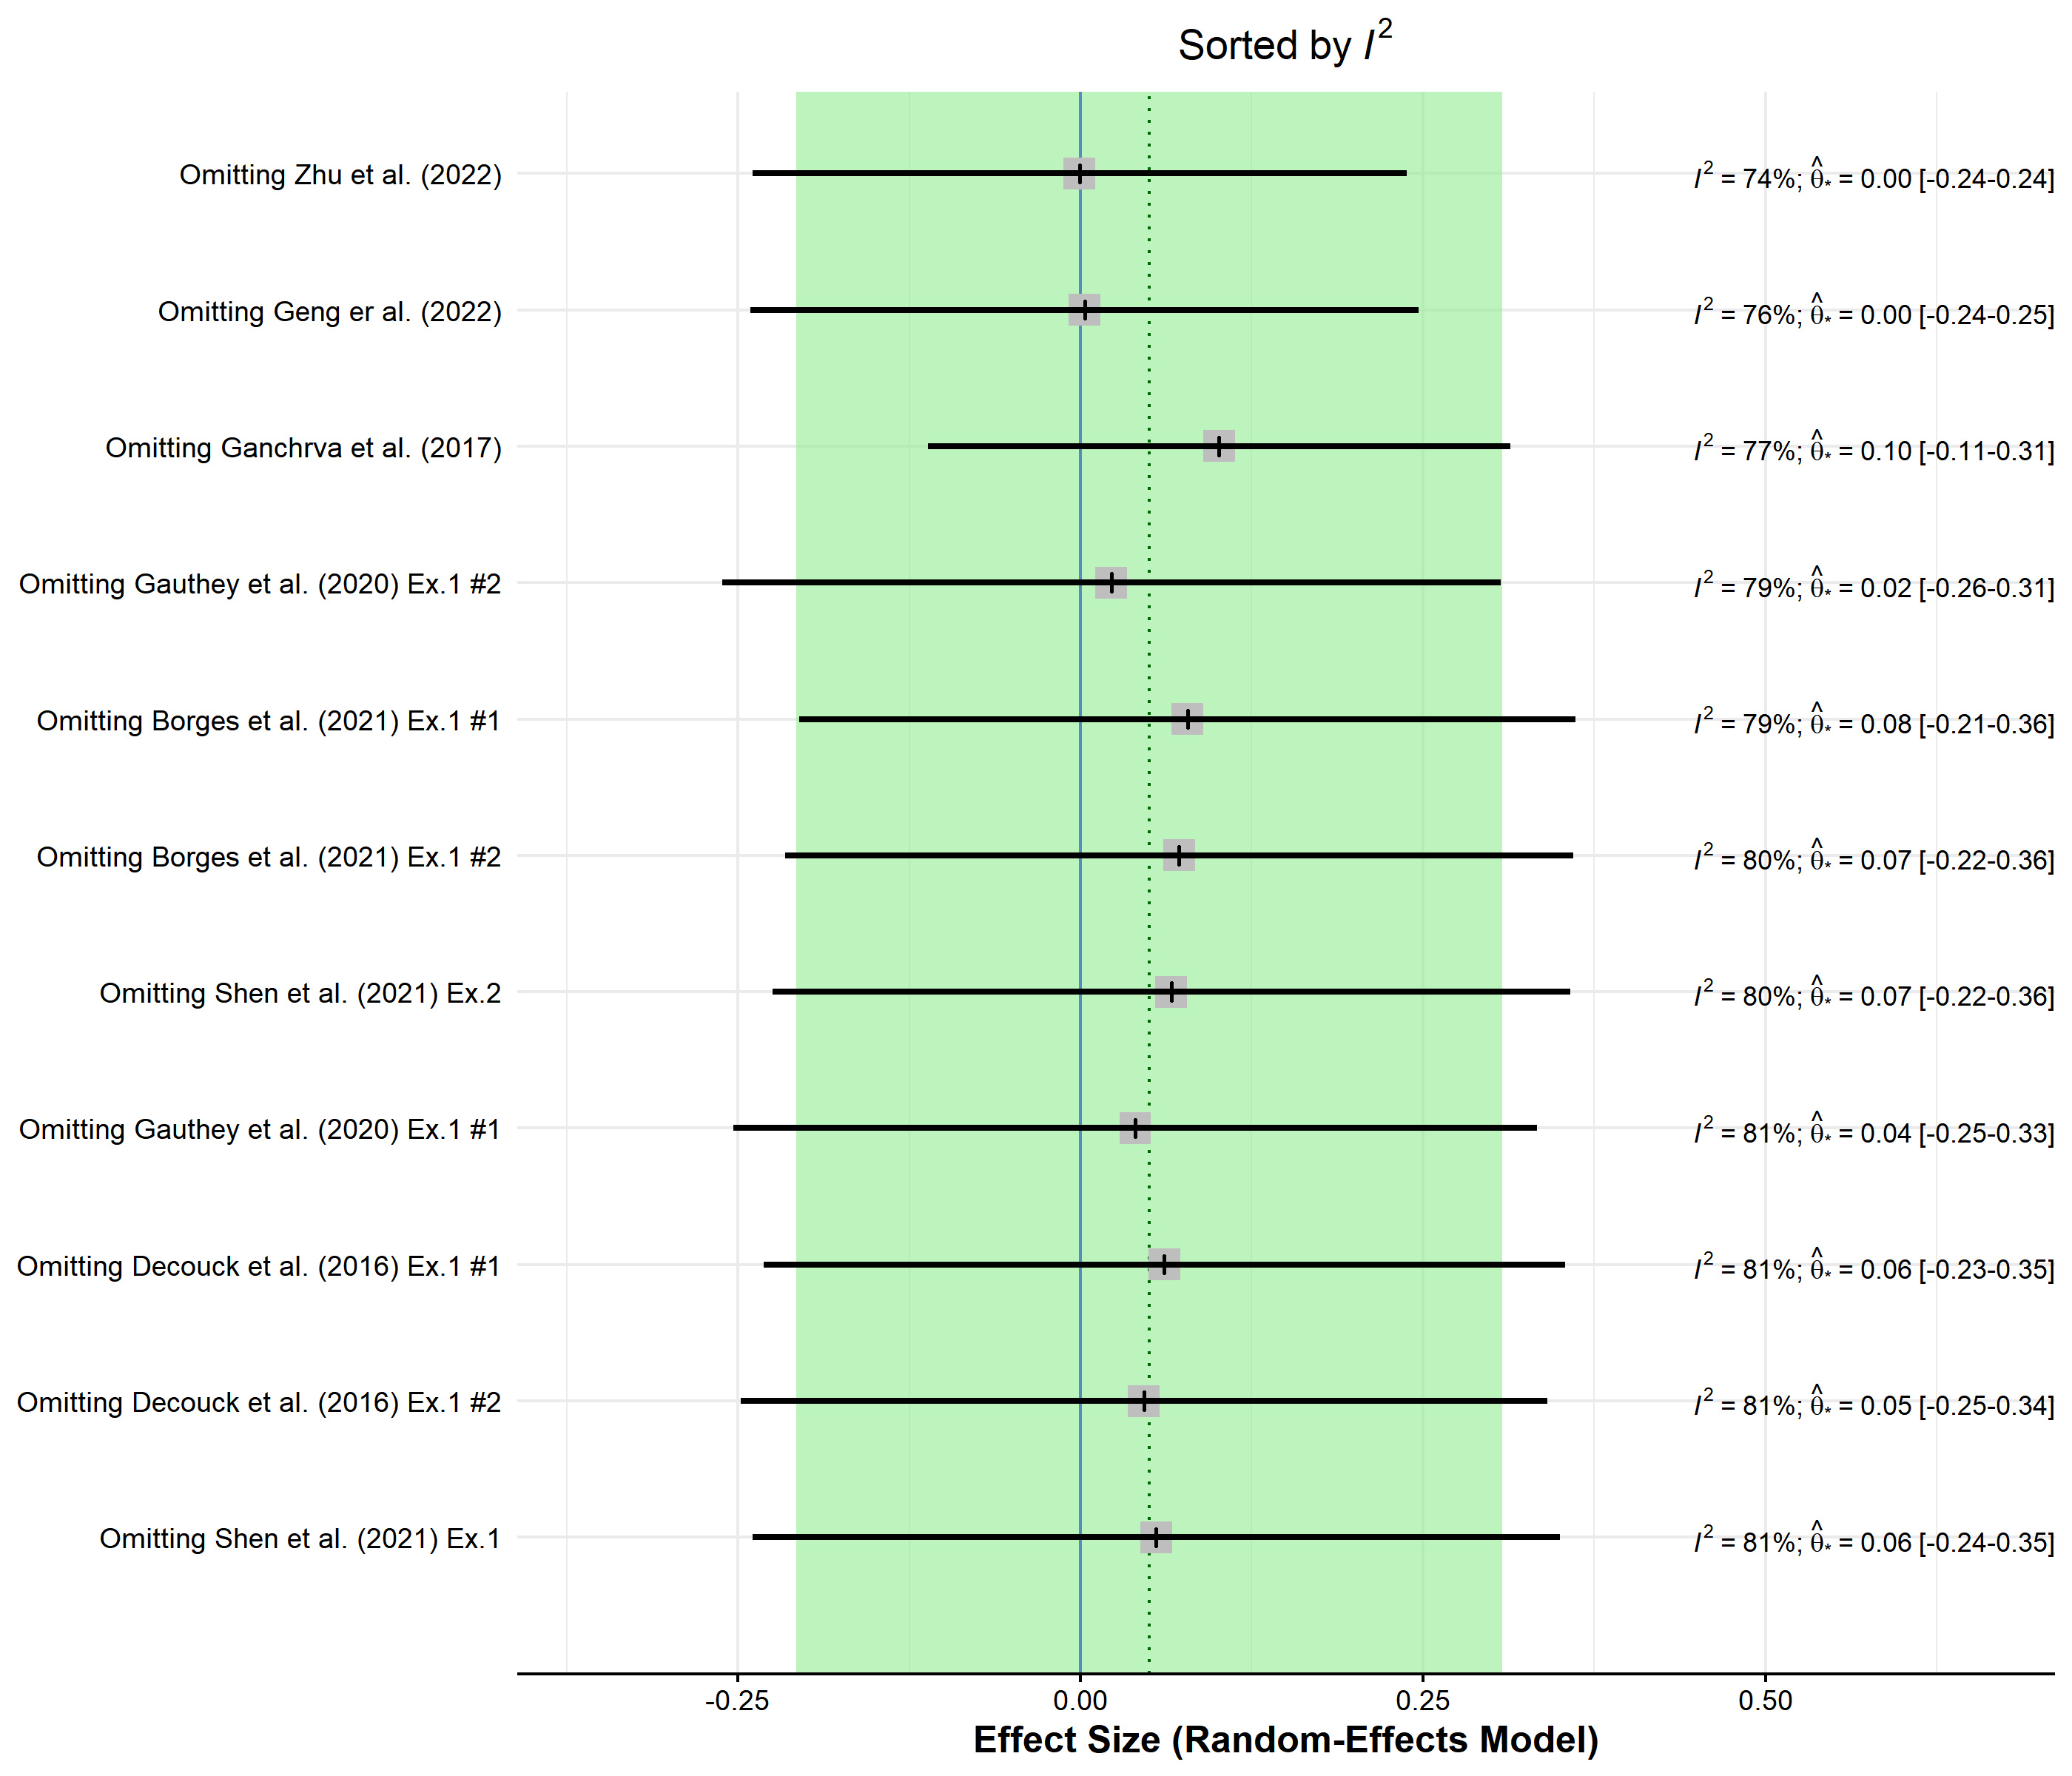 Sorted by I²
Omitting Zhu et al. (2022) I² = 74%; θ̂* = 0.00 [-0.24-0.24]
Omitting Geng er al. (2022) I² = 76%; θ̂* = 0.00 [-0.24-0.25]
Omitting Ganchrva et al. (2017) I² = 77%; θ̂* = 0.10 [-0.11-0.31]
Omitting Gauthey et al. (2020) Ex.1 #2 I² = 79%; θ̂* = 0.02 [-0.26-0.31]
Omitting Borges et al. (2021) Ex.1 #1 I² = 79%; θ̂* = 0.08 [-0.21-0.36]
Omitting Borges et al. (2021) Ex.1 #2 I² = 80%; θ̂* = 0.07 [-0.22-0.36]
Omitting Shen et al. (2021) Ex.2 I² = 80%; θ̂* = 0.07 [-0.22-0.36]
Omitting Gauthey et al. (2020) Ex.1 #1 I² = 81%; θ̂* = 0.04 [-0.25-0.33]
Omitting Decouck et al. (2016) Ex.1 #1 I² = 81%; θ̂* = 0.06 [-0.23-0.35]
Omitting Decouck et al. (2016) Ex.1 #2 I² = 81%; θ̂* = 0.05 [-0.25-0.34]
Omitting Shen et al. (2021) Ex.1 I² = 81%; θ̂* = 0.06 [-0.24-0.35]
-0.25 0.00 0.25 0.50
Effect Size (Random-Effects Model)